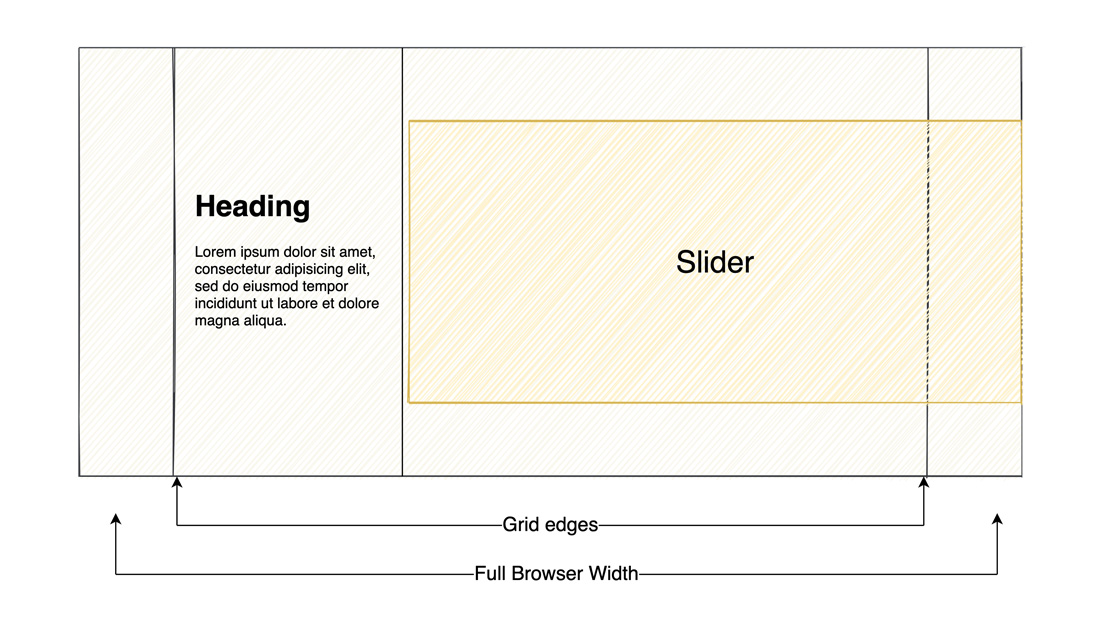 Heading
Lorem ipsum dolor sit amet,
consectetur adipisicing elit,
sed do eiusmod tempor
incididunt ut labore et dolore
magna aliqua.
Slider
Grid edges
Full Browser Width